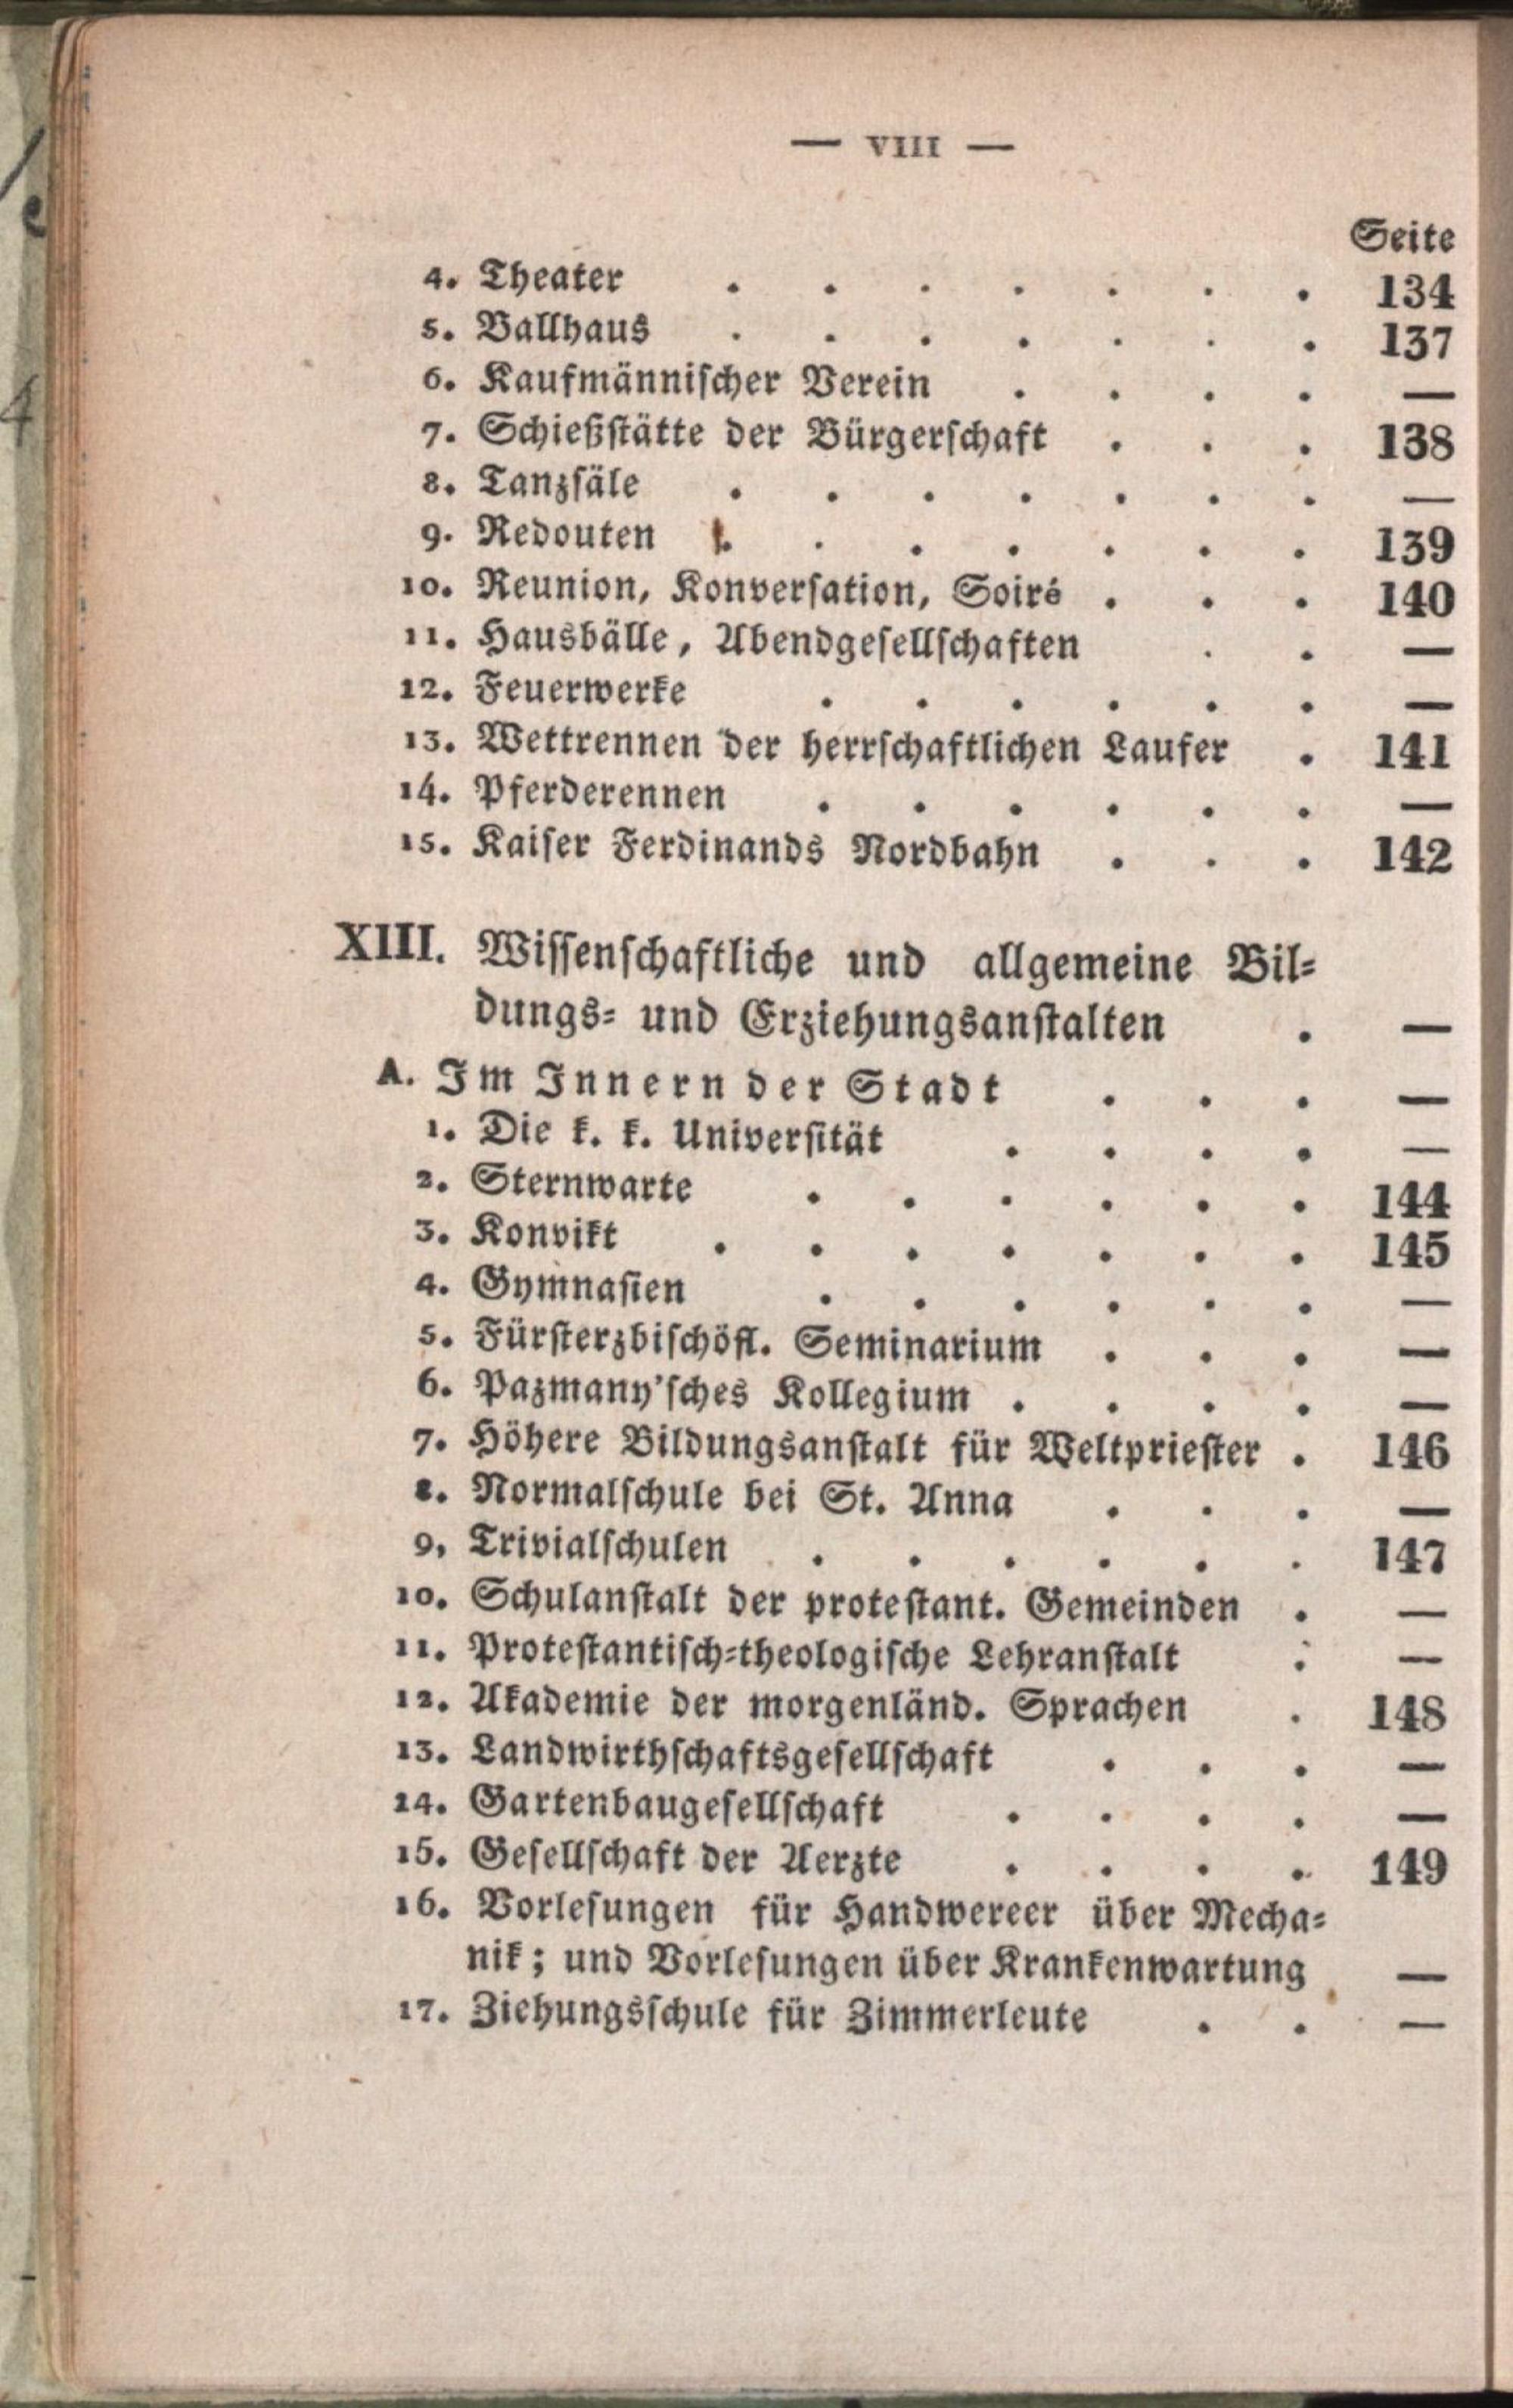 — VIII —
Seite
4. Theater . . . . . . . 134
5. Ballhaus . . . . . . . 137
6. Kaufmännischer Verein . . . . —
7. Schießstätte der Bürgerschaft . . . 138
8. Tanzsäle . . . . . . . —
9. Redouten . . . . . . . 139
10. Reunion, Konversation, Soiré . . . 140
11. Hausbälle, Abendgesellschaften . . —
12. Feuerwerke . . . . . . —
13. Wettrennen der herrschaftlichen Laufer . 141
14. Pferderennen . . . . . . —
15. Kaiser Ferdinands Nordbahn . . . 142
XIII. Wissenschaftliche und allgemeine Bil-
dungs- und Erziehungsanstalten . —
A. Im Innern der Stadt . . . —
1. Die k. k. Universität . . . . —
2. Sternwarte . . . . . . 144
3. Konvikt . . . . . . . 145
4. Gymnasien . . . . . . —
5. Fürsterzbischöfl. Seminarium . . . —
6. Pazmany'sches Kollegium . . . . —
7. Höhere Bildungsanstalt für Weltpriester . 146
8. Normalschule bei St. Anna . . . —
9, Trivialschulen . . . . . . 147
10. Schulanstalt der protestant. Gemeinden . —
11. Protestantisch-theologische Lehranstalt . —
12. Akademie der morgenländ. Sprachen . 148
13. Landwirthschaftsgesellschaft . . . —
14. Gartenbaugesellschaft . . . . —
15. Gesellschaft der Aerzte . . . . 149
16. Vorlesungen für Handwereer über Mecha-
nik; und Vorlesungen über Krankenwartung —
17. Ziehungsschule für Zimmerleute . . —